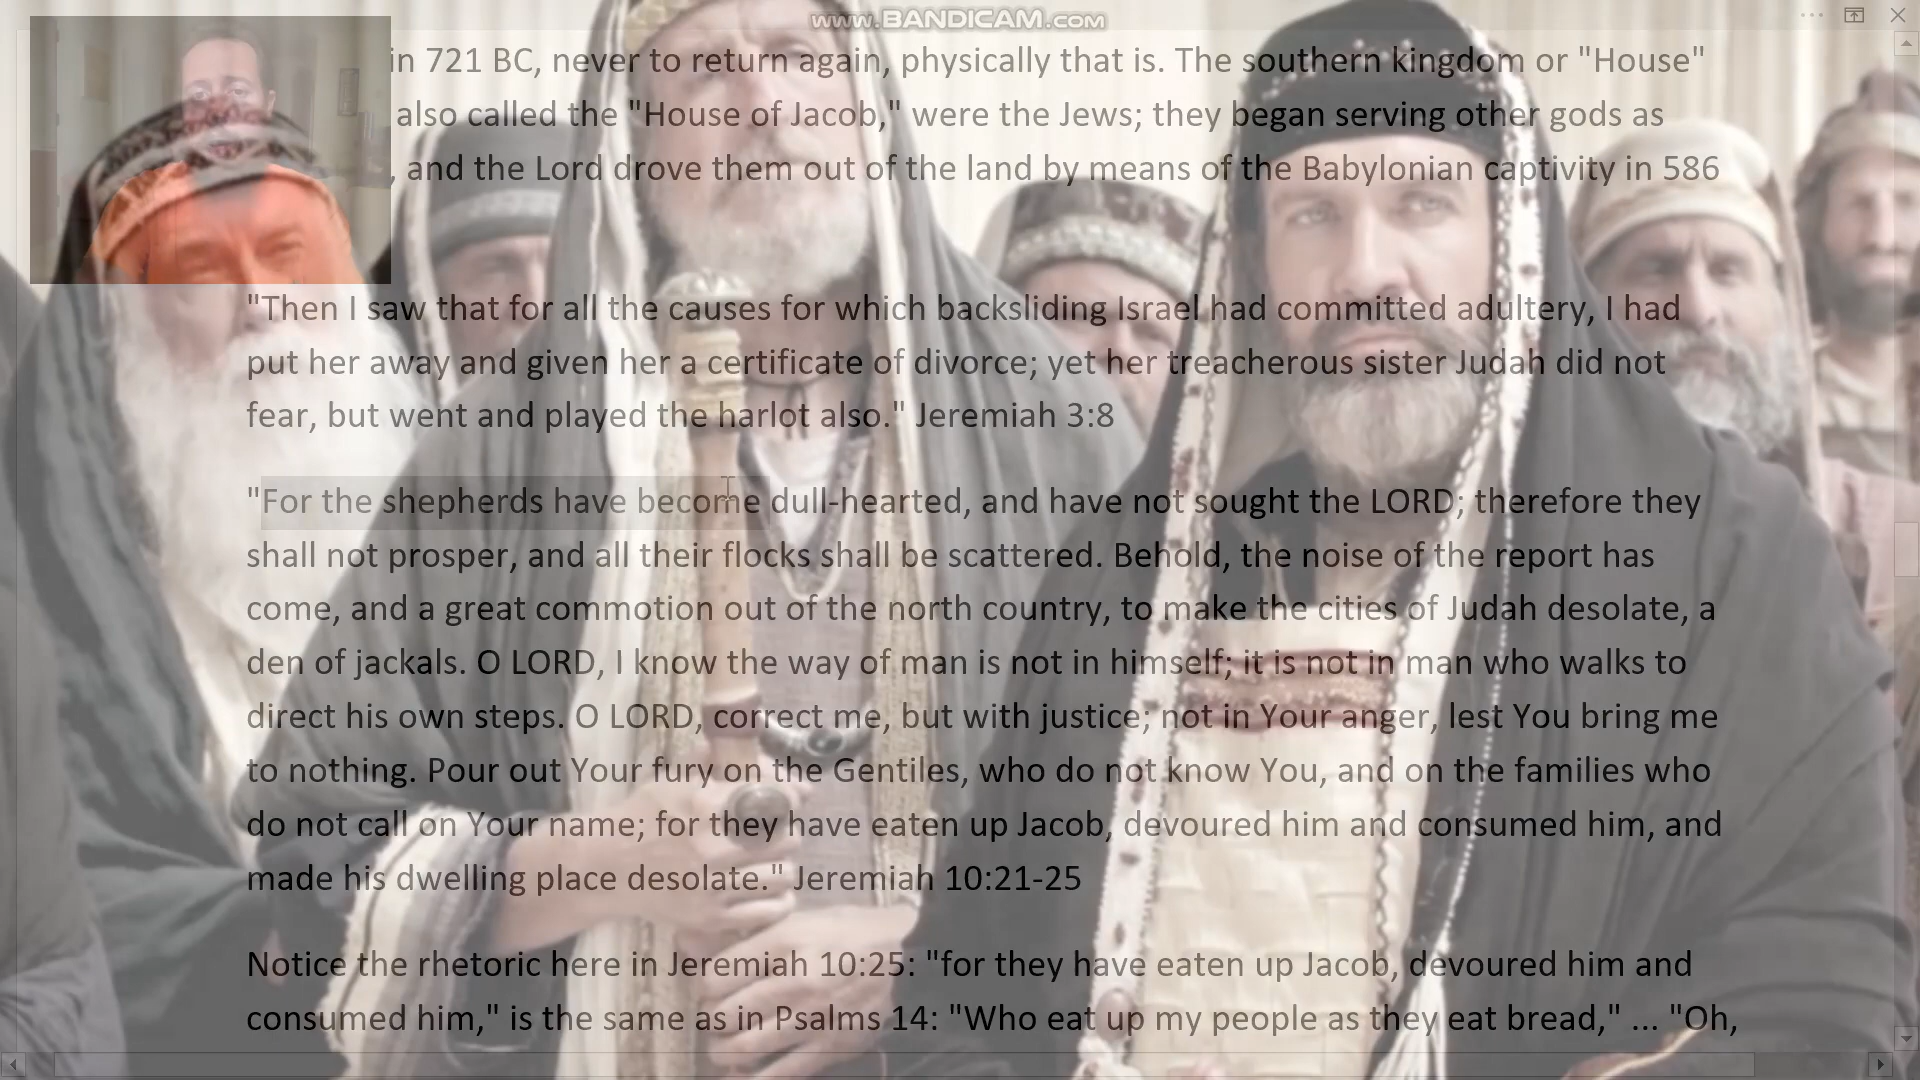 www.BANDICAM.com
in 721 BC, never to return again, physically that is. The southern kingdom or "House"
also called the "House of Jacob," were the Jews; they began serving other gods as
, and the Lord drove them out of the land by means of the Babylonian captivity in 586
"Then I saw that for all the causes for which backsliding Israel had committed adultery, I had
put her away and given her a certificate of divorce; yet her treacherous sister Judah did not
fear, but went and played the harlot also." Jeremiah 3:8
"For the shepherds have become dull-hearted, and have not sought the LORD; therefore they
shall not prosper, and all their flocks shall be scattered. Behold, the noise of the report has
come, and a great commotion out of the north country, to make the cities of Judah desolate, a
den of jackals. O LORD, I know the way of man is not in himself; it is not in man who walks to
direct his own steps. O LORD, correct me, but with justice; not in Your anger, lest You bring me
to nothing. Pour out Your fury on the Gentiles, who do not know You, and on the families who
do not call on Your name; for they have eaten up Jacob, devoured him and consumed him, and
made his dwelling place desolate." Jeremiah 10:21-25
Notice the rhetoric here in Jeremiah 10:25: "for they have eaten up Jacob, devoured him and
consumed him," is the same as in Psalms 14: "Who eat up my people as they eat bread," ... "Oh,